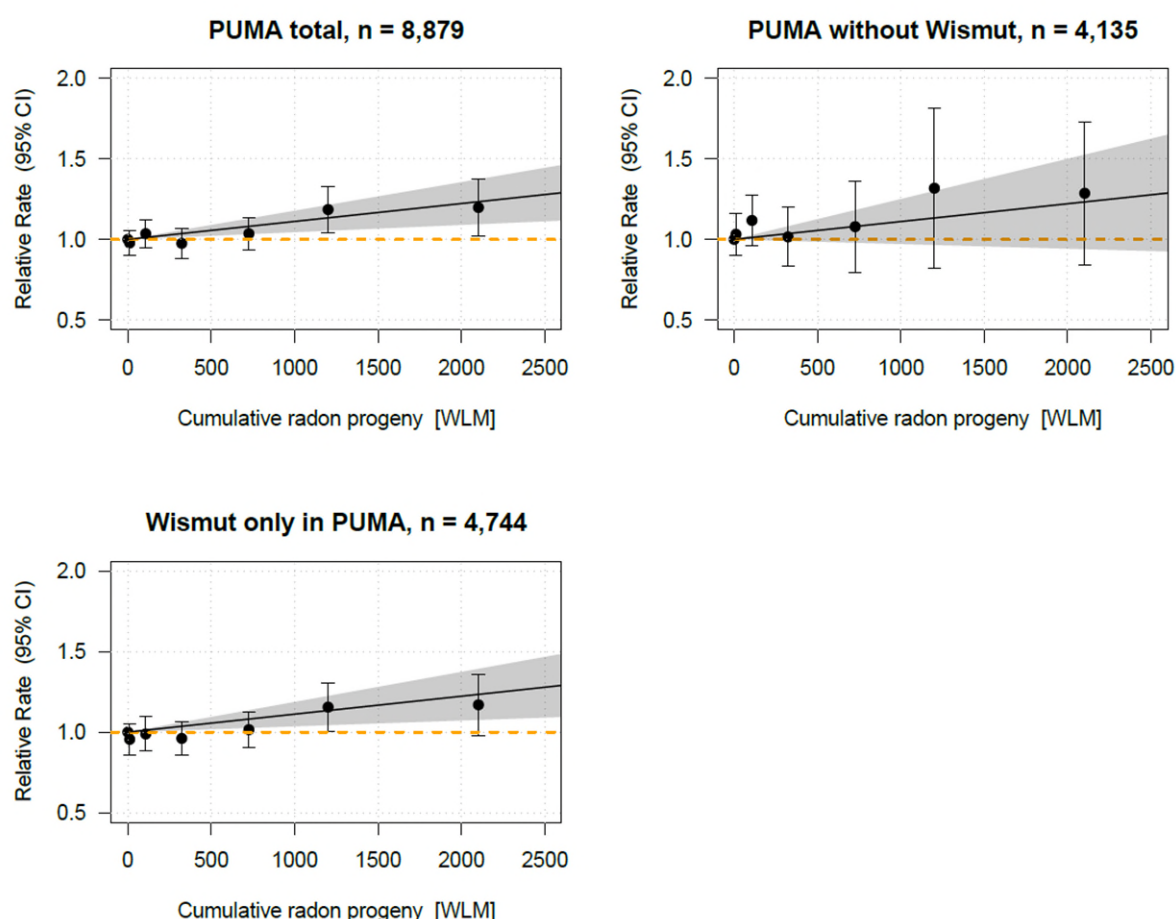 PUMA total, n = 8,879
2.0
1.5
1.0
0.5
Relative Rate (95% CI)
0 500 1000 1500 2000 2500
Cumulative radon progeny [WLM]
PUMA without Wismut, n = 4,135
2.0
1.5
1.0
0.5
Relative Rate (95% CI)
0 500 1000 1500 2000 2500
Cumulative radon progeny [WLM]
Wismut only in PUMA, n = 4,744
2.0
1.5
1.0
0.5
Relative Rate (95% CI)
0 500 1000 1500 2000 2500
Cumulative radon progeny [WLM]